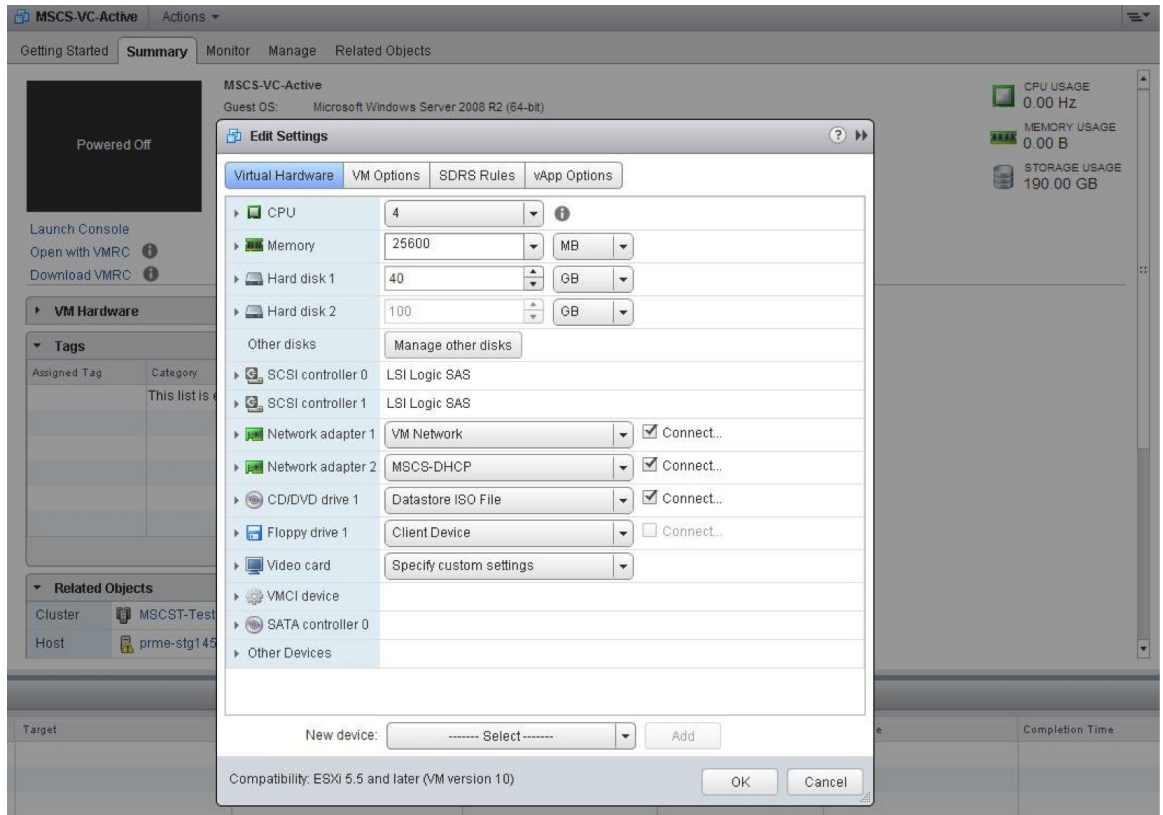 MSCS-VC-Active Actions
Getting Started Summary Monitor Manage Related Objects
Powered Off
MSCS-VC-Active
Guest OS: Microsoft Windows Server 2008 R2 (64-bit)
CPU USAGE
0.00 Hz
MEMORY USAGE
0.00 B
STORAGE USAGE
190.00 GB
Launch Console
Open with VMRC
Download VMRC
VM Hardware
Tags
Assigned Tag Category
This list is
Related Objects
Cluster MSCST-Test
Host prme-stg145
Edit Settings
Virtual Hardware VM Options SDRS Rules vApp Options
CPU 4
Memory 25600 MB
Hard disk 1 40 GB
Hard disk 2 100 GB
Other disks Manage other disks
SCSI controller 0 LSI Logic SAS
SCSI controller 1 LSI Logic SAS
Network adapter 1 VM Network Connect...
Network adapter 2 MSCS-DHCP Connect...
CD/DVD drive 1 Datastore ISO File Connect...
Floppy drive 1 Client Device Connect...
Video card Specify custom settings
VMCI device
SATA controller 0
Other Devices
New device: ------- Select ------- Add
Compatibility: ESXi 5.5 and later (VM version 10) OK Cancel
Target Completion Time